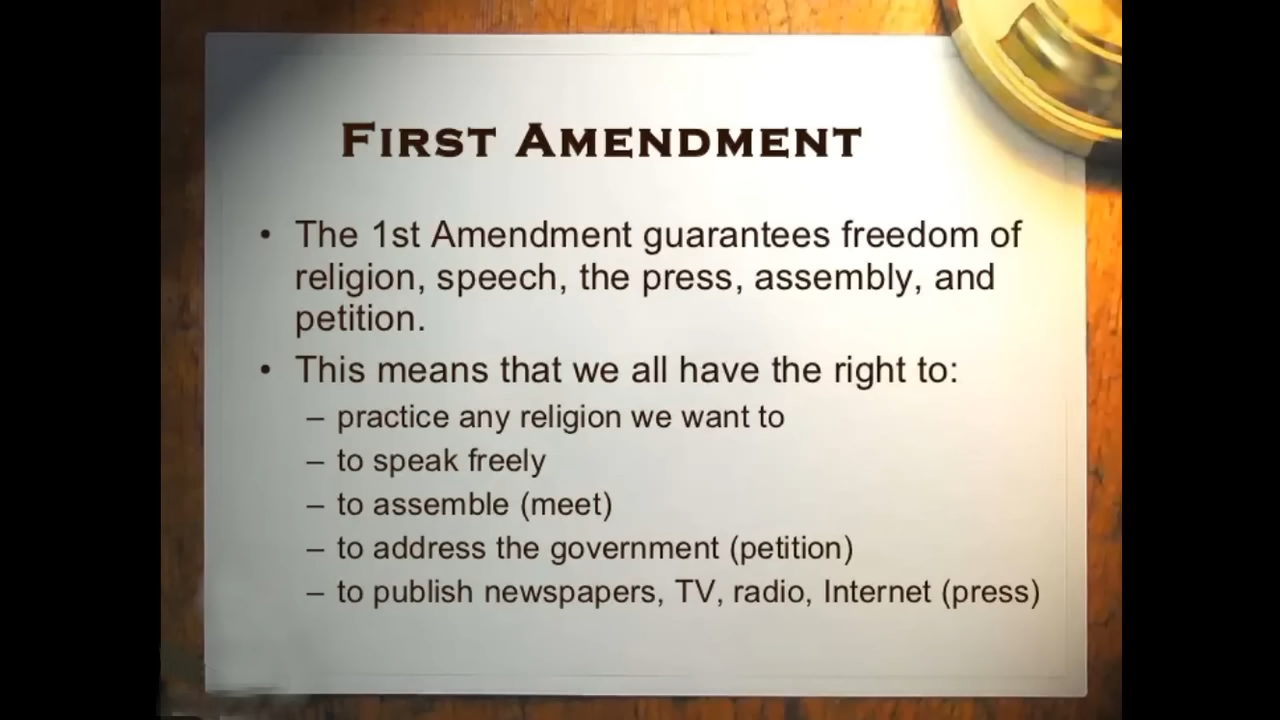 First Amendment
• The 1st Amendment guarantees freedom of
religion, speech, the press, assembly, and
petition.
• This means that we all have the right to:
– practice any religion we want to
– to speak freely
– to assemble (meet)
– to address the government (petition)
– to publish newspapers, TV, radio, Internet (press)